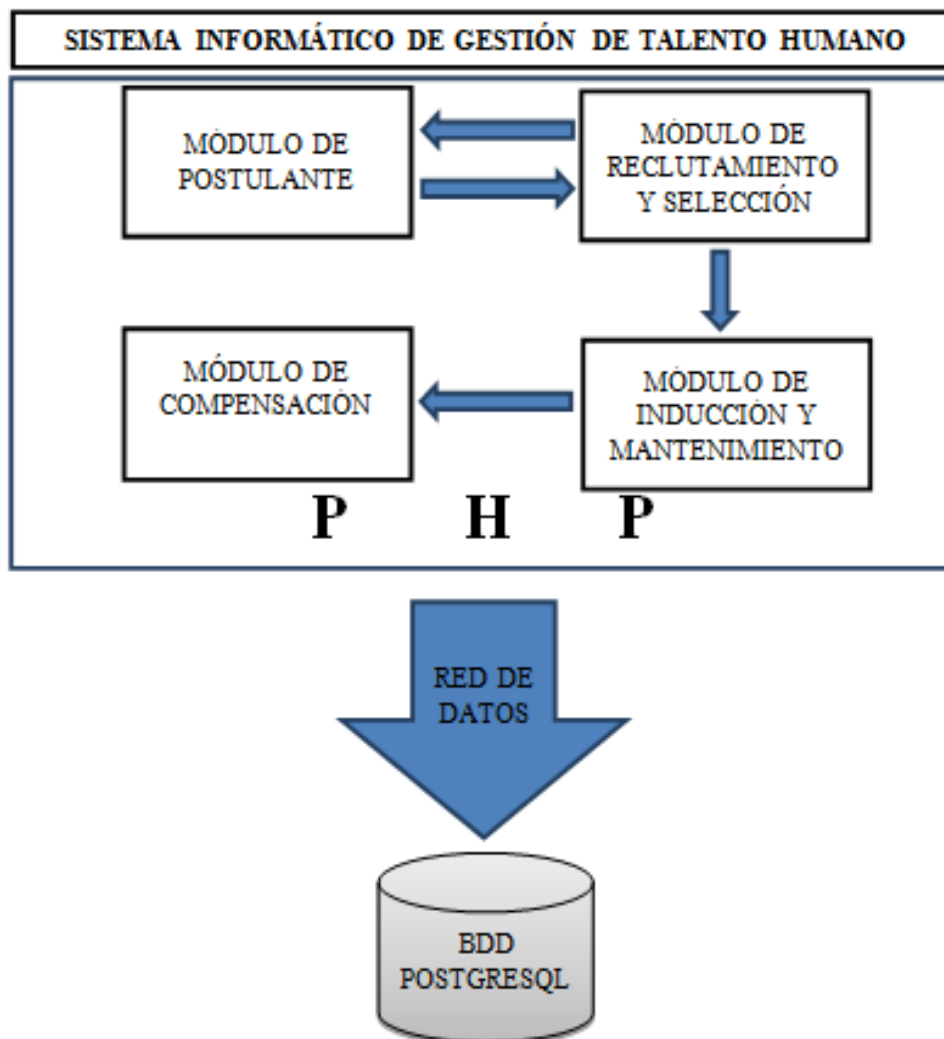 SISTEMA INFORMÁTICO DE GESTIÓN DE TALENTO HUMANO
MÓDULO DE
POSTULANTE
MÓDULO DE
RECLUTAMIENTO
Y SELECCIÓN
MÓDULO DE
COMPENSACIÓN
MÓDULO DE
INDUCCIÓN Y
MANTENIMIENTO
P H P
RED DE
DATOS
BDD
POSTGRESQL